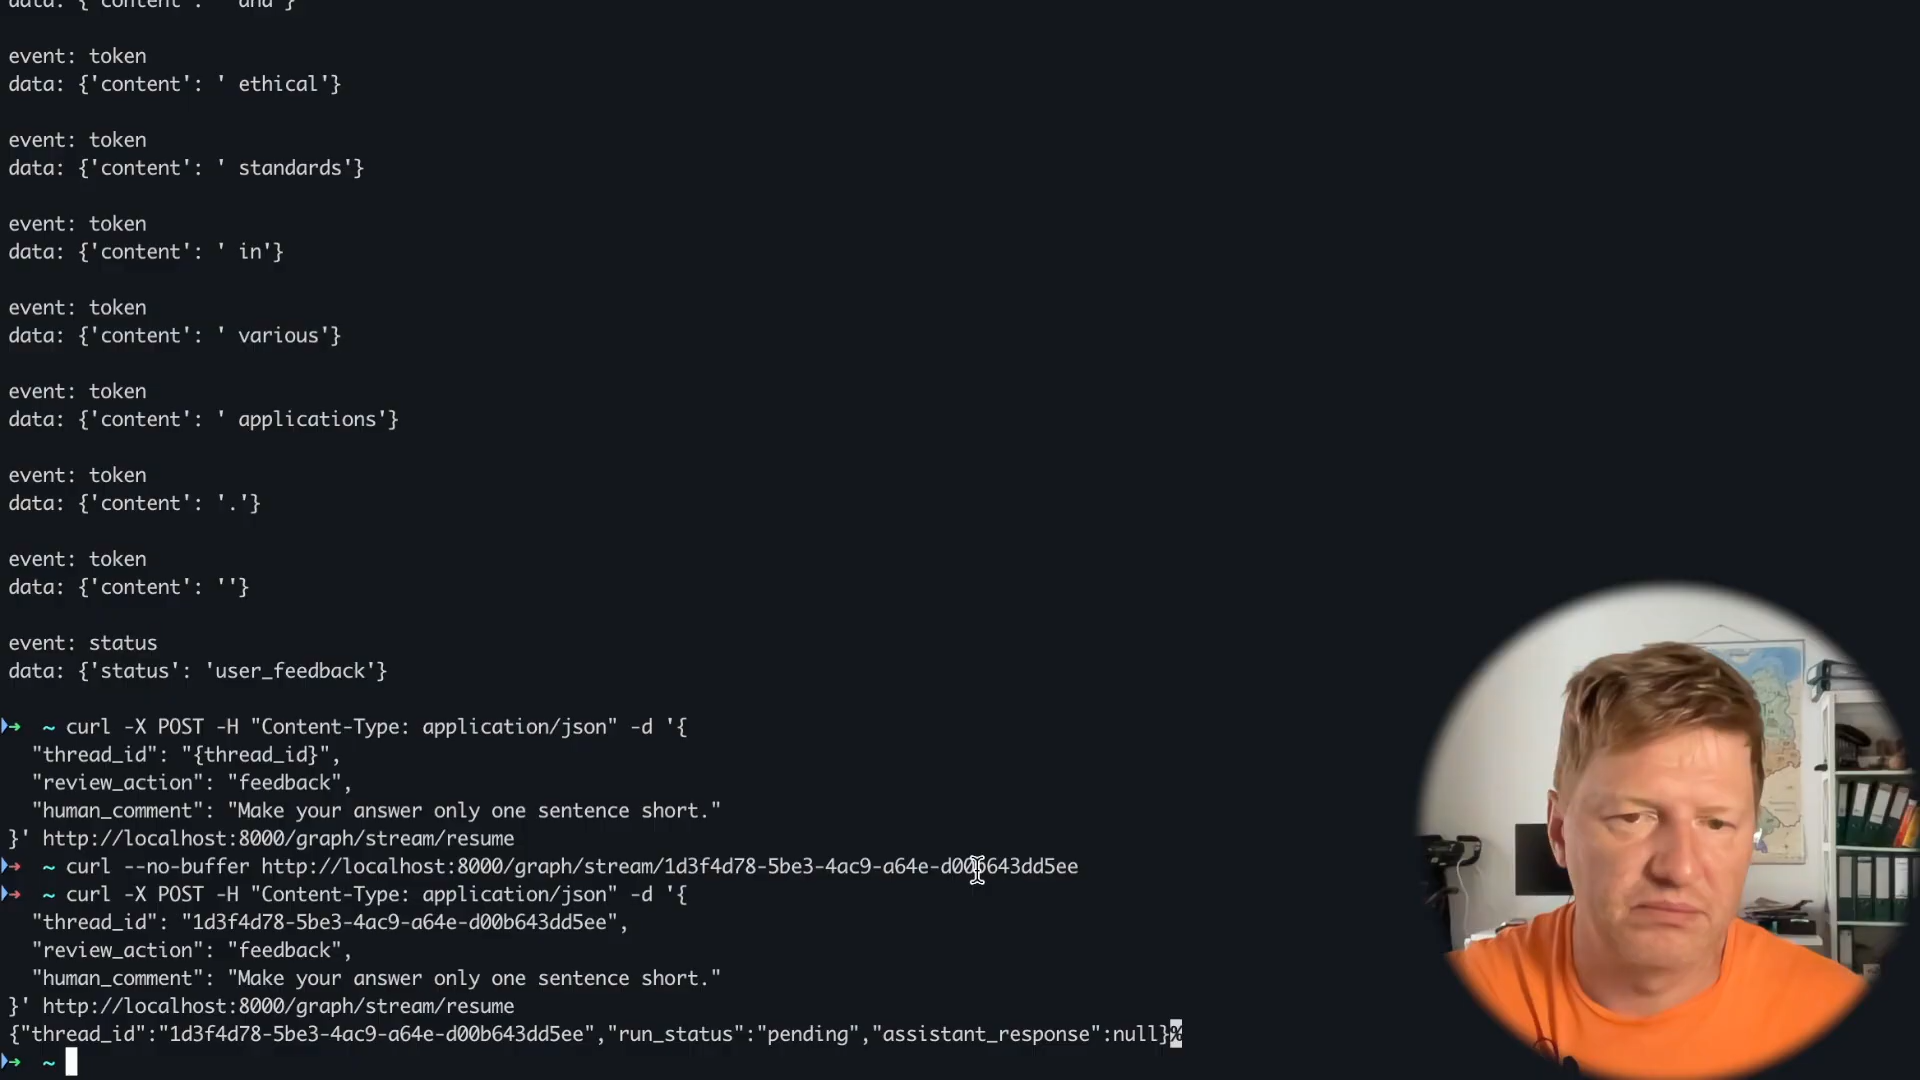 data: {'content': ' and'}
event: token
data: {'content': ' ethical'}
event: token
data: {'content': ' standards'}
event: token
data: {'content': ' in'}
event: token
data: {'content': ' various'}
event: token
data: {'content': ' applications'}
event: token
data: {'content': '.'}
event: token
data: {'content': ''}
event: status
data: {'status': 'user_feedback'}
~ curl -X POST -H "Content-Type: application/json" -d '{
"thread_id": "{thread_id}",
"review_action": "feedback",
"human_comment": "Make your answer only one sentence short."
}' http://localhost:8000/graph/stream/resume
~ curl --no-buffer http://localhost:8000/graph/stream/1d3f4d78-5be3-4ac9-a64e-d00b643dd5ee
~ curl -X POST -H "Content-Type: application/json" -d '{
"thread_id": "1d3f4d78-5be3-4ac9-a64e-d00b643dd5ee",
"review_action": "feedback",
"human_comment": "Make your answer only one sentence short."
}' http://localhost:8000/graph/stream/resume
{"thread_id":"1d3f4d78-5be3-4ac9-a64e-d00b643dd5ee","run_status":"pending","assistant_response":null}%
~